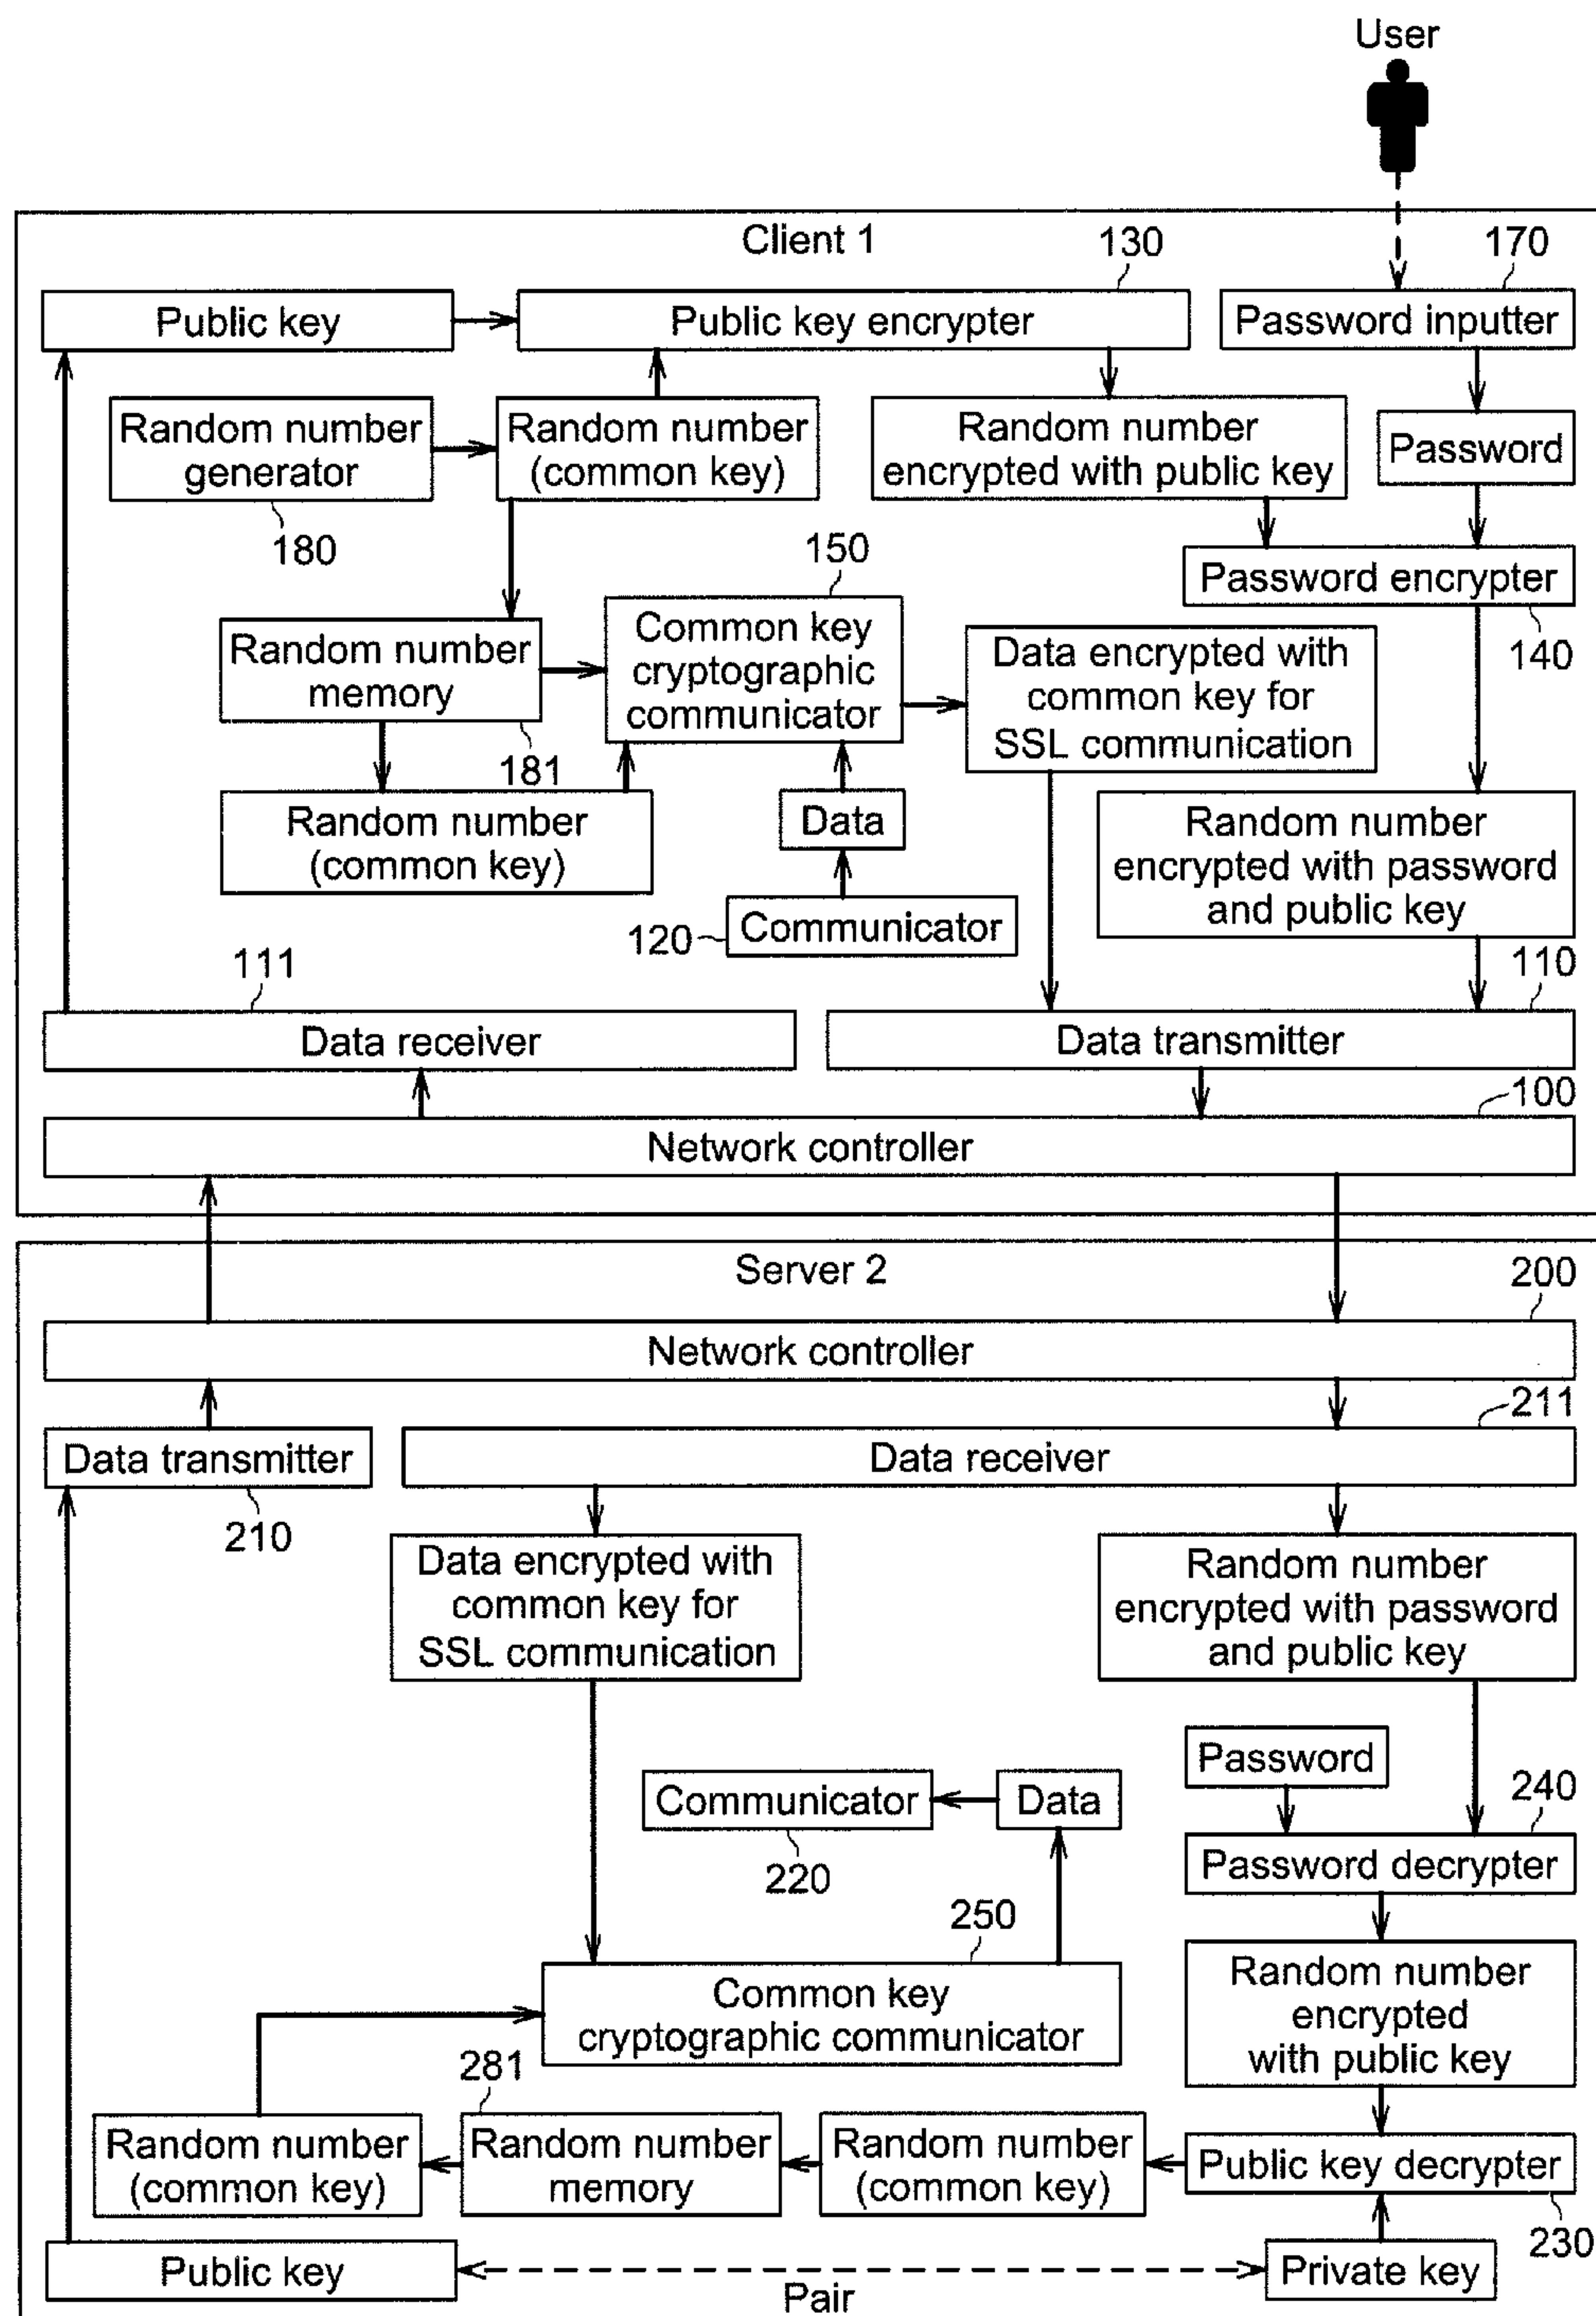 User
Client 1
130
170
Public key
Public key encrypter
Password inputter
Random number
generator
180
Random number
(common key)
Random number
encrypted with public key
Password
150
Password encrypter
140
Random number
memory
181
Common key
cryptographic
communicator
Data encrypted with
common key for
SSL communication
Random number
(common key)
Data
Random number
encrypted with password
and public key
120
Communicator
111
110
Data receiver
Data transmitter
100
Network controller
Server 2
200
Network controller
211
Data transmitter
210
Data receiver
Data encrypted with
common key for
SSL communication
Random number
encrypted with password
and public key
Password
Communicator
220
Data
240
Password decrypter
250
Common key
cryptographic communicator
Random number
encrypted
with public key
281
Random number
(common key)
Random number
memory
Random number
(common key)
Public key decrypter
230
Public key
Pair
Private key